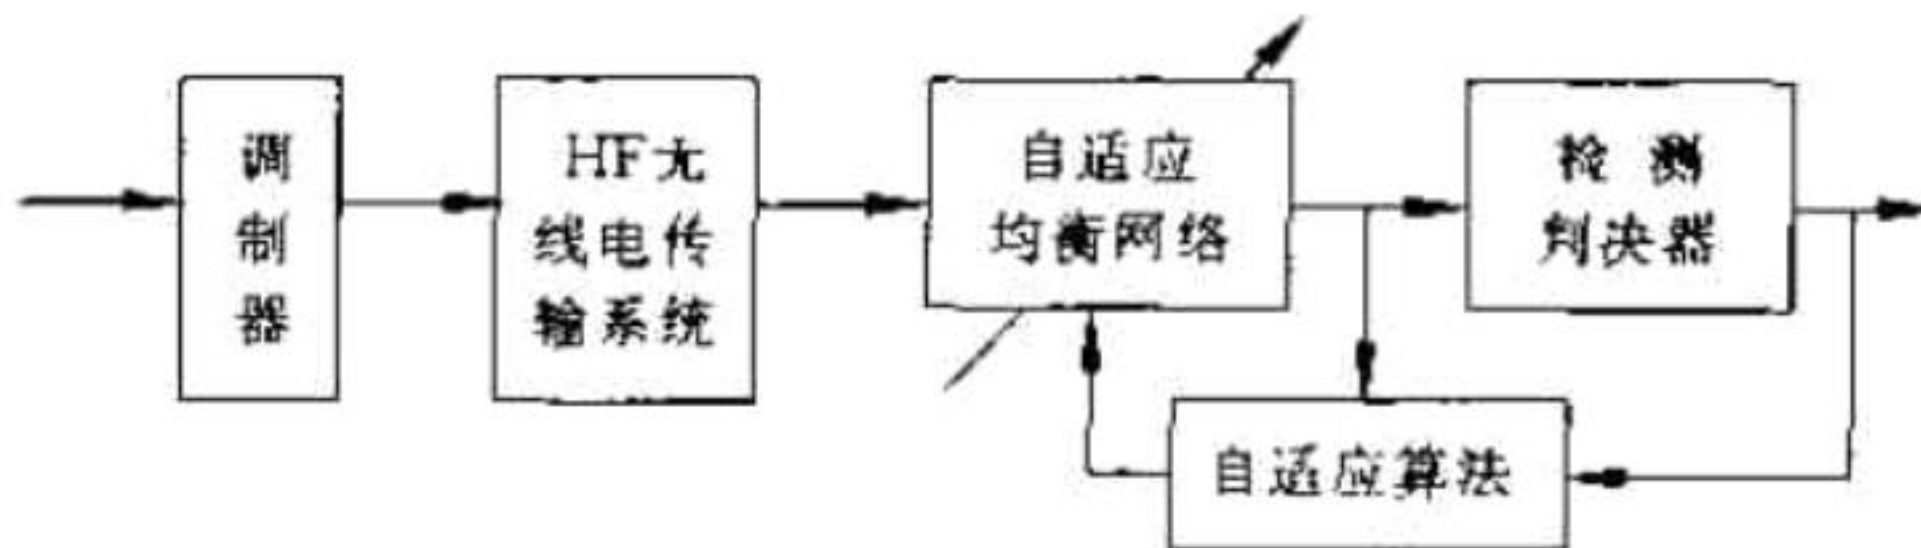 调
制
器
HF无
线电传
输系统
自适应
均衡网络
检测
判决器
自适应算法